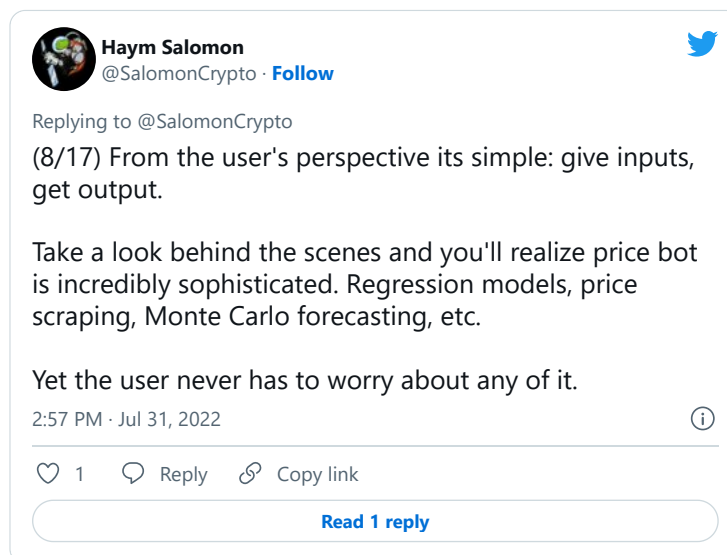 Haym Salomon
@SalomonCrypto · Follow
Replying to @SalomonCrypto
(8/17) From the user's perspective its simple: give inputs,
get output.
Take a look behind the scenes and you'll realize price bot
is incredibly sophisticated. Regression models, price
scraping, Monte Carlo forecasting, etc.
Yet the user never has to worry about any of it.
2:57 PM · Jul 31, 2022
1 Reply Copy link
Read 1 reply